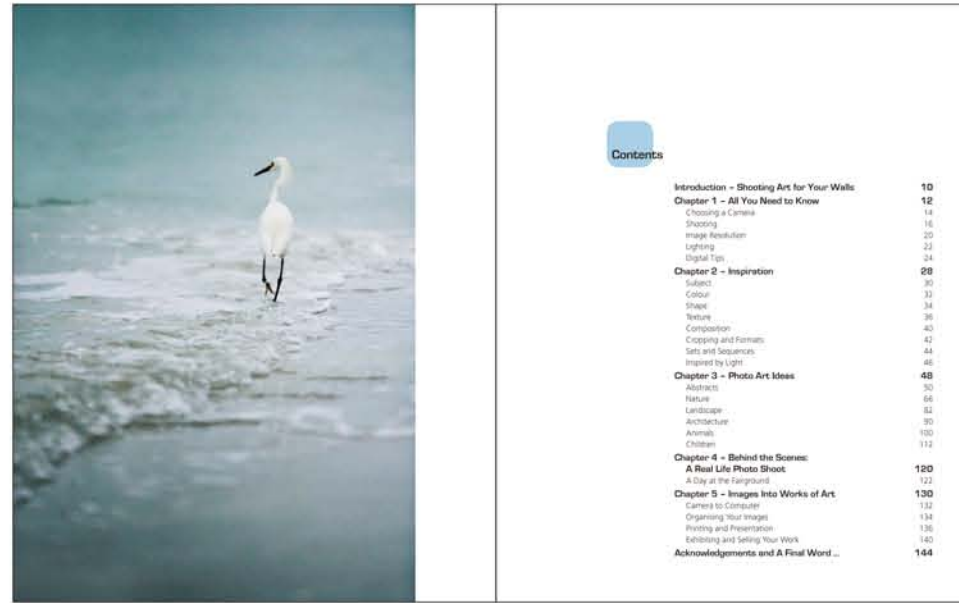 Contents
Introduction – Shooting Art for Your Walls 10
Chapter 1 – All You Need to Know 12
Choosing a Camera 14
Shooting 16
Image Resolution 20
Lighting 22
Digital Tips 24
Chapter 2 – Inspiration 28
Subject 30
Colour 32
Shape 34
Texture 36
Composition 40
Cropping and Formats 42
Sets and Sequences 44
Inspired by Light 46
Chapter 3 – Photo Art Ideas 48
Abstracts 50
Nature 66
Landscape 82
Architecture 90
Animals 100
Children 112
Chapter 4 – Behind the Scenes:
A Real Life Photo Shoot 120
A Day at the Fairground 122
Chapter 5 – Images Into Works of Art 130
Camera to Computer 132
Organising Your Images 134
Printing and Presentation 136
Exhibiting and Selling Your Work 140
Acknowledgements and A Final Word ... 144